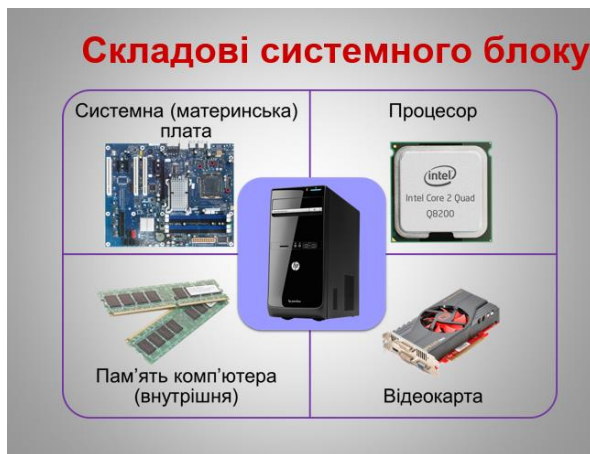 Складові системного блоку
Системна (материнська)
плата
Процесор
intel
Intel Core 2 Quad
Q8200
hp
Пам’ять комп’ютера
(внутрішня)
Відеокарта